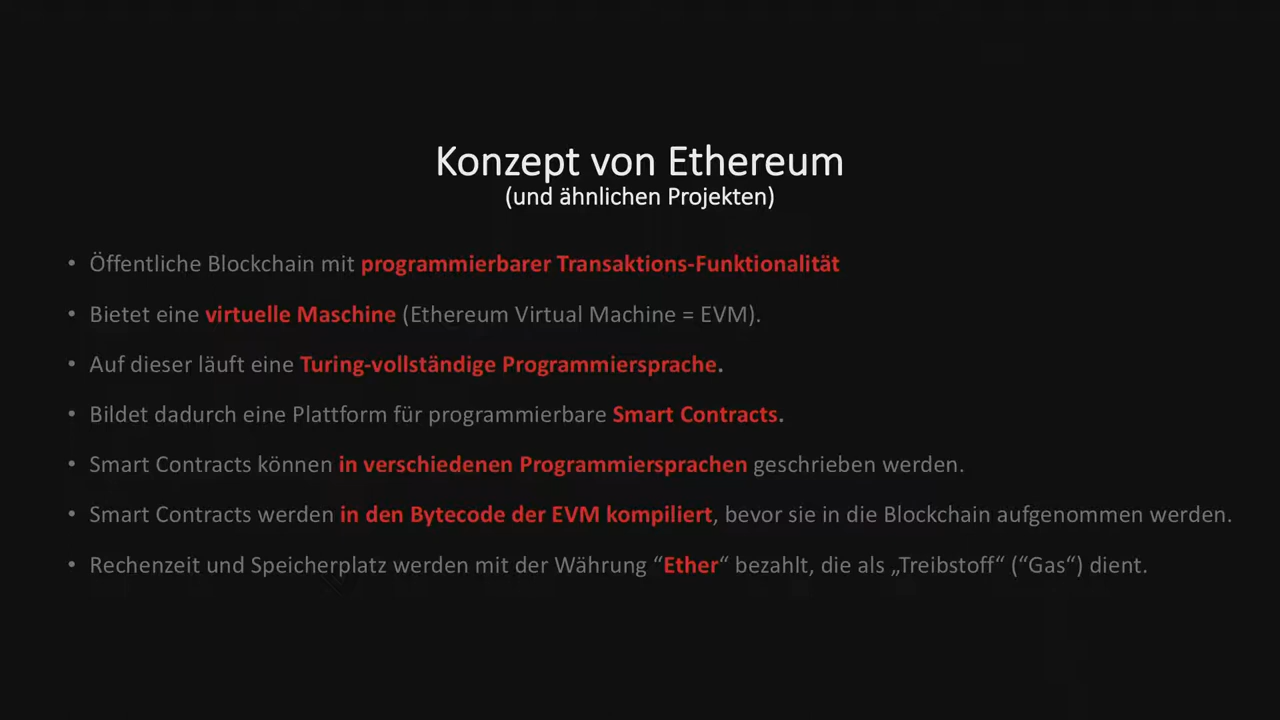 Konzept von Ethereum
(und ähnlichen Projekten)
• Öffentliche Blockchain mit programmierbarer Transaktions-Funktionalität
• Bietet eine virtuelle Maschine (Ethereum Virtual Machine = EVM).
• Auf dieser läuft eine Turing-vollständige Programmiersprache.
• Bildet dadurch eine Plattform für programmierbare Smart Contracts.
• Smart Contracts können in verschiedenen Programmiersprachen geschrieben werden.
• Smart Contracts werden in den Bytecode der EVM kompiliert, bevor sie in die Blockchain aufgenommen werden.
• Rechenzeit und Speicherplatz werden mit der Währung “Ether“ bezahlt, die als „Treibstoff“ (“Gas“) dient.